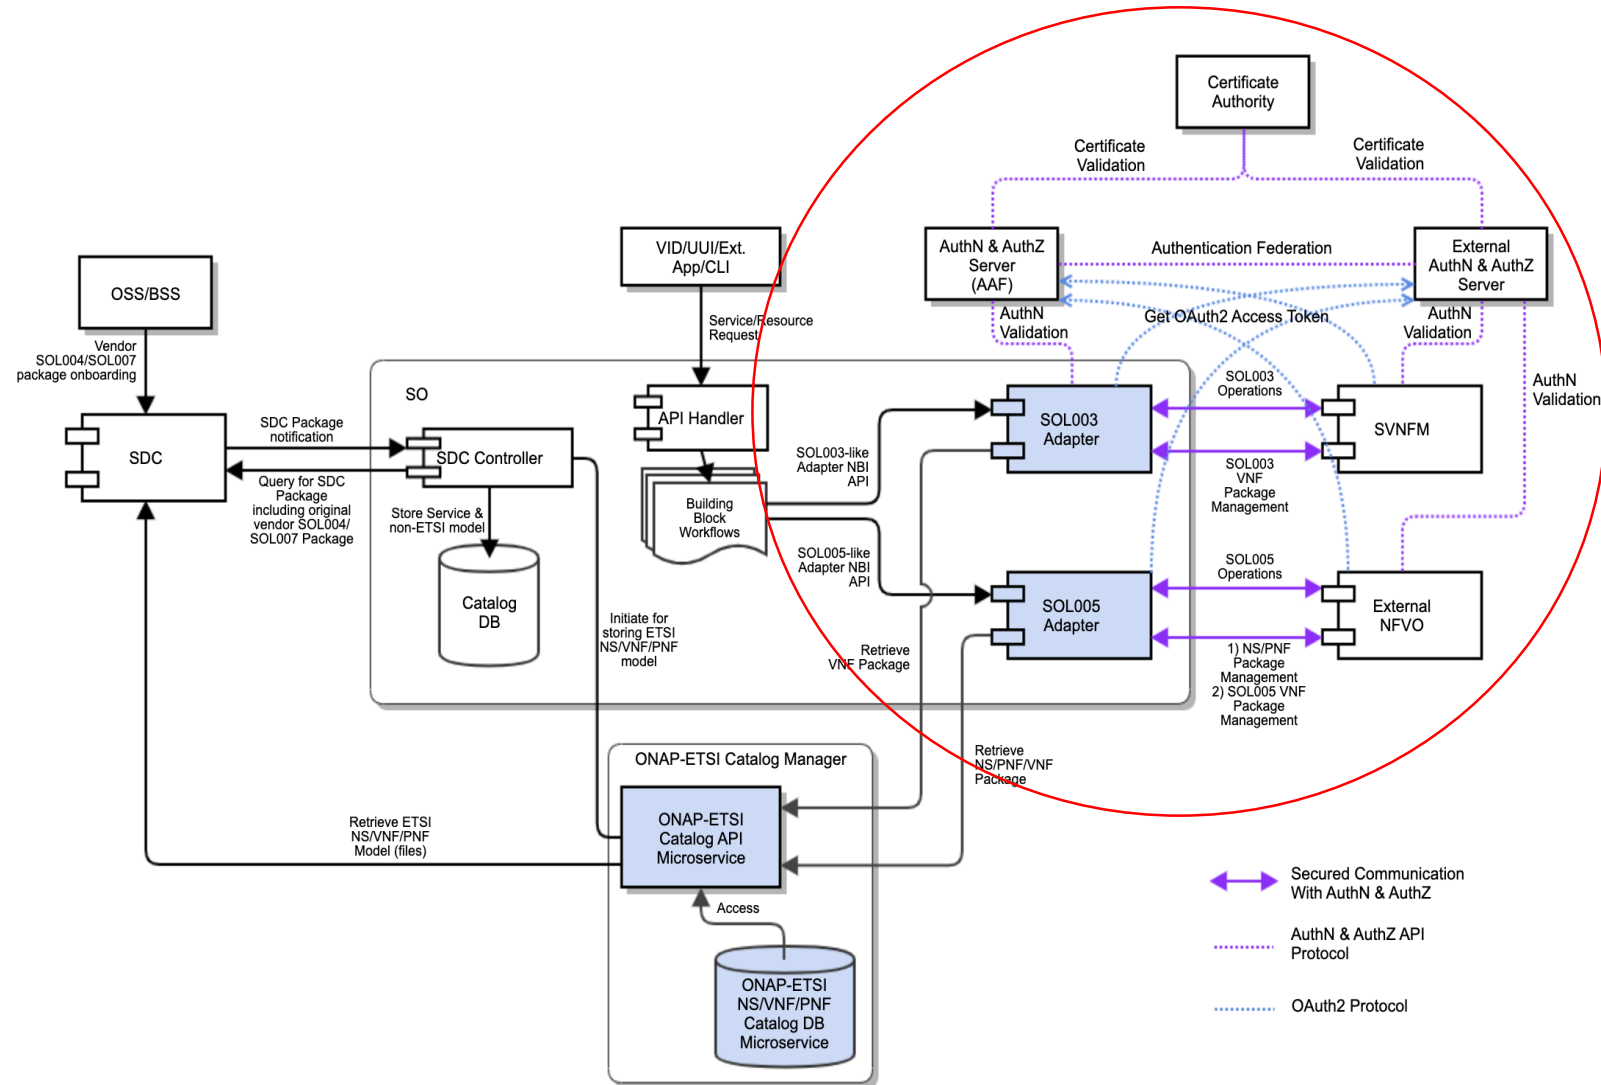 Certificate
Authority
Certificate
Validation
Certificate
Validation
AuthN & AuthZ
Server
(AAF)
Authentication Federation
External
AuthN & AuthZ
Server
VID/UUI/Ext.
App/CLI
OSS/BSS
Service/Resource
Request
AuthN
Validation
Get OAuth2 Access Token
AuthN
Validation
AuthN
Validation
Vendor
SOL004/SOL007
package onboarding
SO
API Handler
SOL003
Adapter
SOL003
Operations
SVNFM
SDC
SDC Package
notification
SDC Controller
SOL003-like
Adapter NBI
API
SOL003
VNF
Package
Management
Query for SDC
Package
including original
vendor SOL004/
SOL007 Package
Store Service &
non-ETSI model
Building
Block
Workflows
SOL005-like
Adapter NBI
API
SOL005
Operations
Catalog
DB
SOL005
Adapter
External
NFVO
Initiate for
storing ETSI
NS/VNF/PNF
model
Retrieve
VNF Package
1) NS/PNF
Package
Management
2) SOL005 VNF
Package
Management
ONAP-ETSI Catalog Manager
Retrieve
NS/PNF/VNF
Package
ONAP-ETSI
Catalog API
Microservice
Retrieve ETSI
NS/VNF/PNF
Model (files)
Access
ONAP-ETSI
NS/VNF/PNF
Catalog DB
Microservice
Secured Communication
With AuthN & AuthZ
AuthN & AuthZ API
Protocol
OAuth2 Protocol